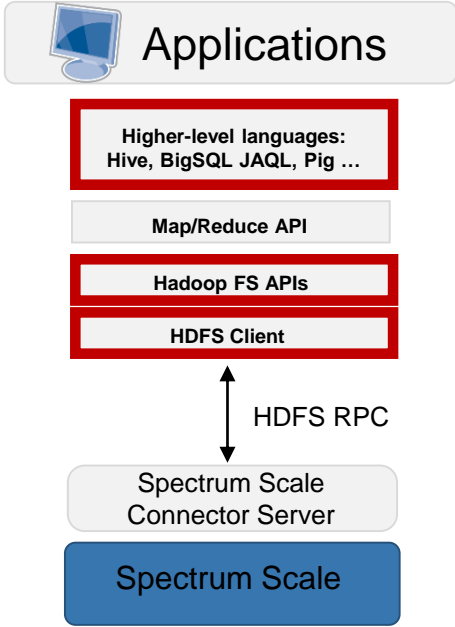 Applications
Higher-level languages:
Hive, BigSQL JAQL, Pig …
Map/Reduce API
Hadoop FS APIs
HDFS Client
HDFS RPC
Spectrum Scale
Connector Server
Spectrum Scale